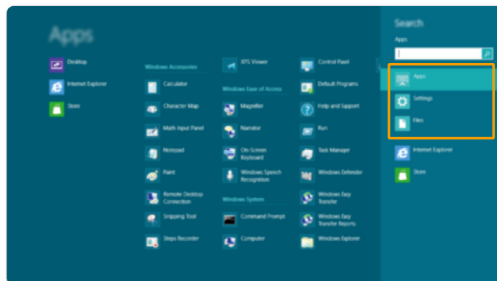 Apps
Desktop
Internet Explorer
Store
Windows Accessories
Calculator
Character Map
Math Input Panel
Notepad
Paint
Remote Desktop
Connection
Snipping Tool
Steps Recorder
XPS Viewer
Windows Ease of Access
Magnifier
Narrator
On-Screen
Keyboard
Windows Speech
Recognition
Windows System
Command Prompt
Computer
Control Panel
Default Programs
Help and Support
Run
Task Manager
Windows Defender
Windows Easy
Transfer
Windows Easy
Transfer Reports
Windows Explorer
Search
Apps
Apps
Settings
Files
Internet Explorer
Store